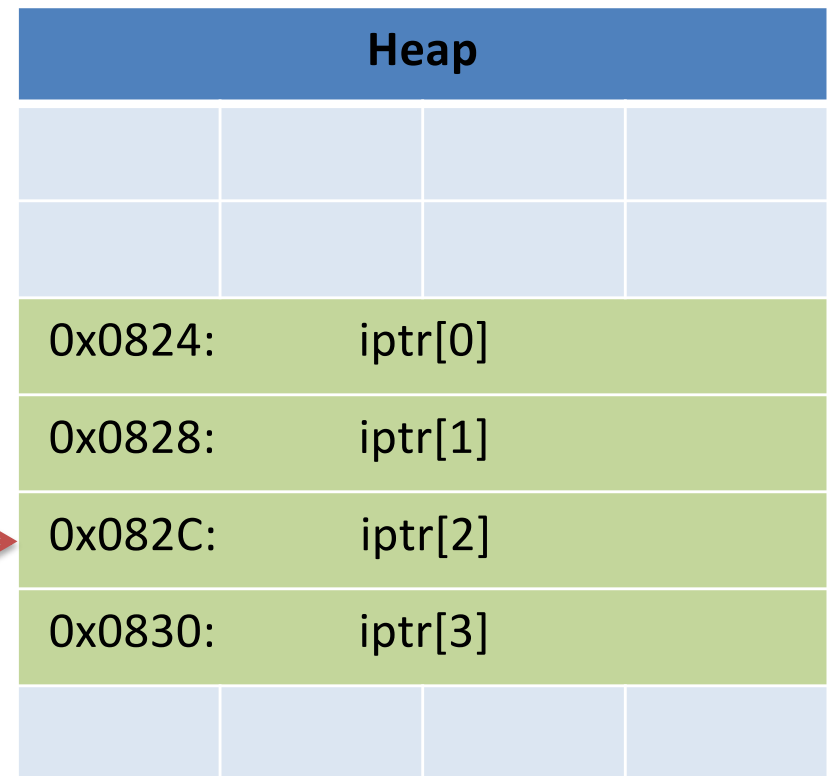 Heap
0x0824: iptr[0]
0x0828: iptr[1]
0x082C: iptr[2]
0x0830: iptr[3]